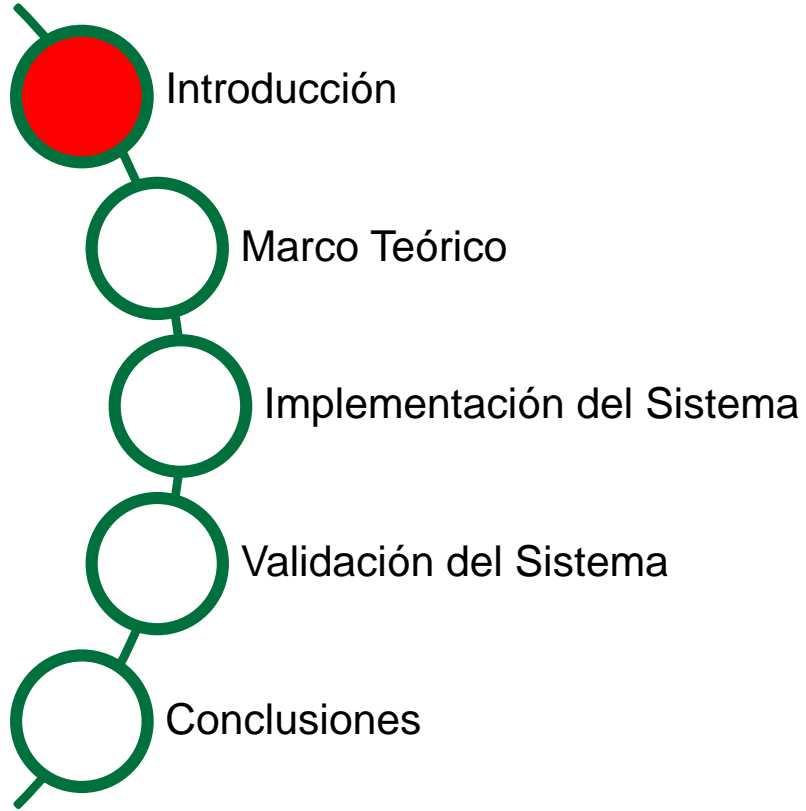 Introducción
Marco Teórico
Implementación del Sistema
Validación del Sistema
Conclusiones